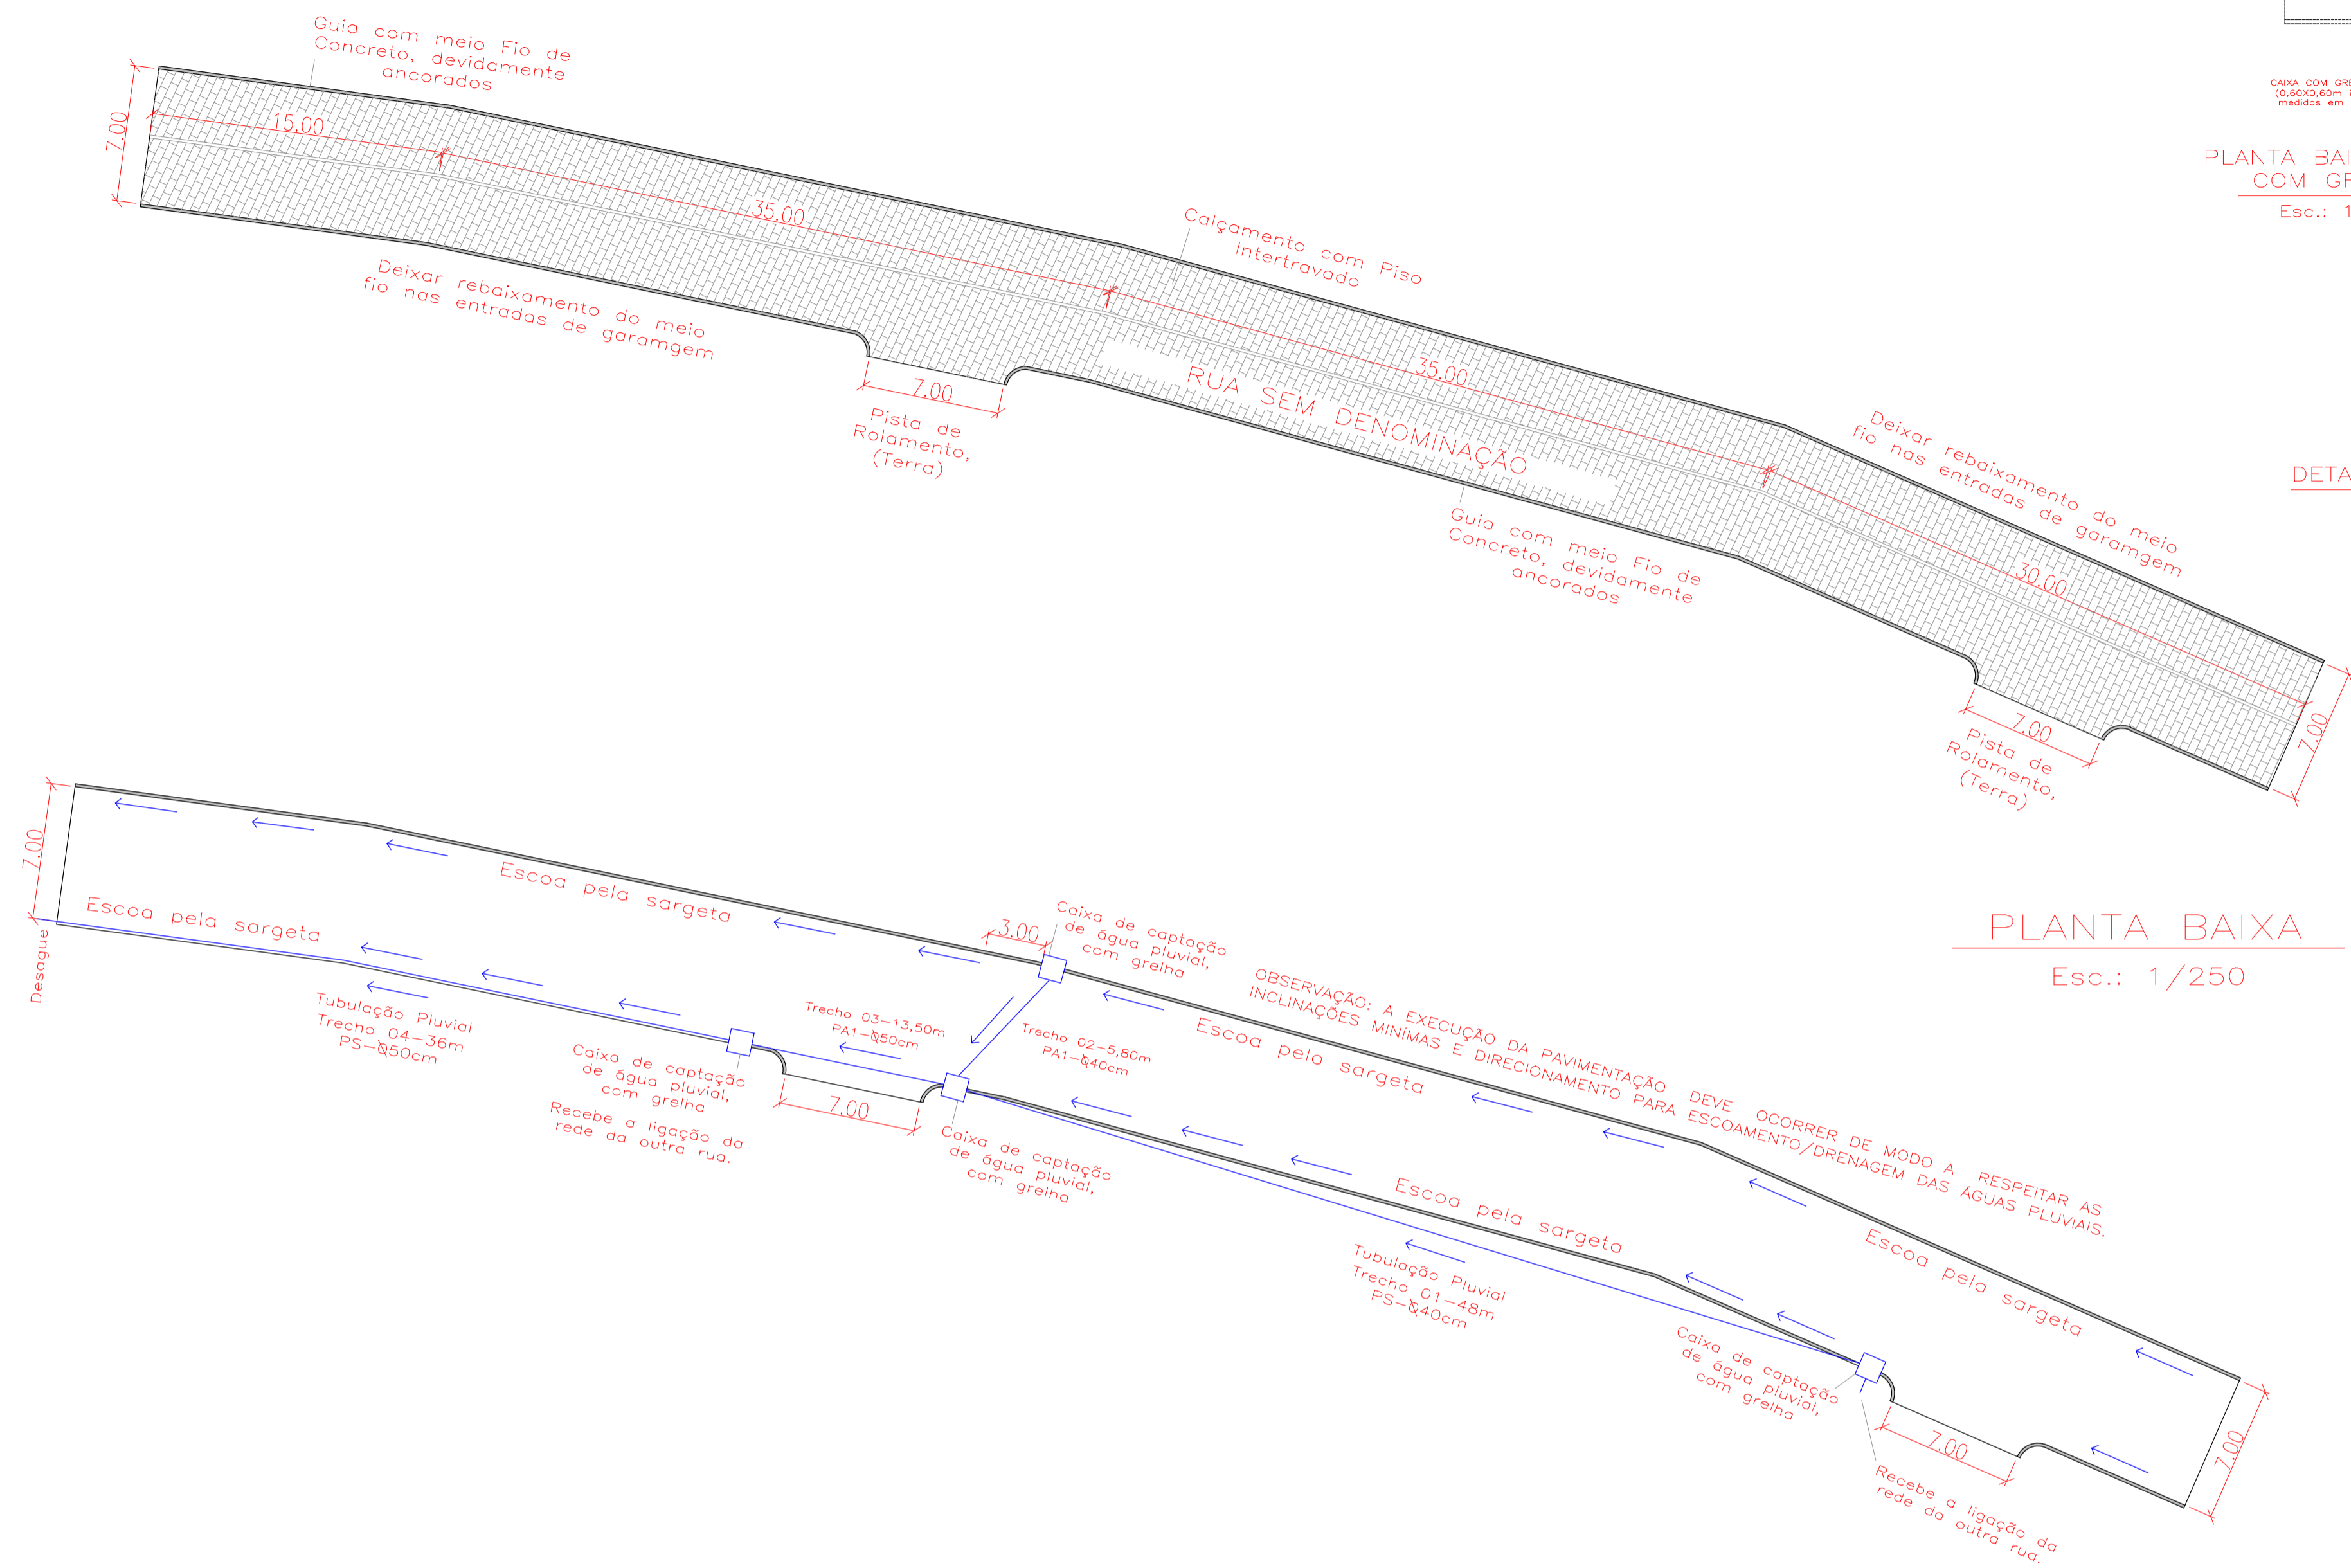 Guia com meio Fio de
Concreto, devidamente
ancorados
7.00
15.00
35.00
Calçamento com Piso
Intertravado
Deixar rebaixamento do meio
fio nas entradas de garamgem
7.00
Pista de
Rolamento,
(Terra)
RUA SEM DENOMINAÇÃO
35.00
Guia com meio Fio de
Concreto, devidamente
ancorados
Deixar rebaixamento do meio
fio nas entradas de garamgem
30.00
7.00
7.00
Pista de
Rolamento,
(Terra)
CAIXA COM
(0,60X0,60m
medidas em
PLANTA
COM
Esc.: 1
PLANTA BAIXA
Esc.: 1/250
7.00
Desague
Escoa pela sargeta
Escoa pela sargeta
Tubulação Pluvial
Trecho 04-36m
PS-Ø50cm
3.00
Caixa de captação
de água pluvial,
com grelha
Trecho 03-13,50m
PA1-Ø50cm
Trecho 02-5,80m
PA1-Ø40cm
Caixa de captação
de água pluvial,
com grelha
Recebe a ligação da
rede da outra rua.
7.00
Caixa de captação
de água pluvial,
com grelha
OBSERVAÇÃO: A EXECUÇÃO DA PAVIMENTAÇÃO DEVE OCORRER DE MODO A RESPEITAR AS
INCLINAÇÕES MINÍMAS E DIRECIONAMENTO PARA ESCOAMENTO/DRENAGEM DAS ÁGUAS PLUVIAIS.
Escoa pela sargeta
Escoa pela sargeta
Escoa pela sargeta
Tubulação Pluvial
Trecho 01-48m
PS-Ø40cm
Caixa de captação
de água pluvial,
com grelha
7.00
7.00
Recebe a ligação da
rede da outra rua.